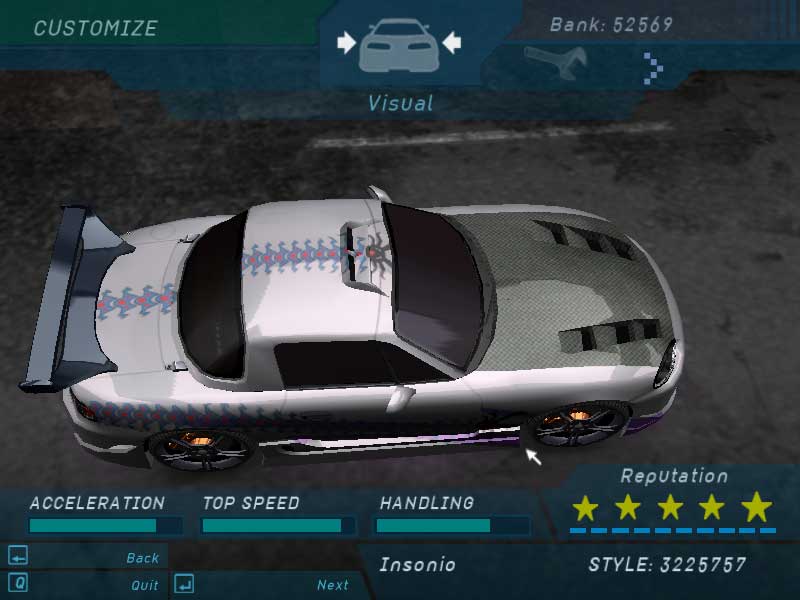 CUSTOMIZE
Bank: 52569
Visual
Reputation
ACCELERATION
TOP SPEED
HANDLING
Back
Insonio
STYLE: 3225757
Q
Quit
Next